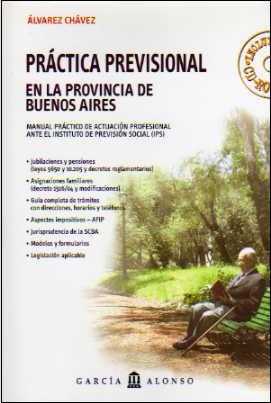 ÁLVAREZ CHÁVEZ
PRÁCTICA PREVISIONAL
EN LA PROVINCIA DE
BUENOS AIRES
MANUAL PRÁCTICO DE ACTUACIÓN PROFESIONAL
ANTE EL INSTITUTO DE PREVISIÓN SOCIAL (IPS)
• Jubilaciones y pensiones
(leyes 9650 y 10.205 y decretos reglamentarios)
• Asignaciones familiares
(decreto 2516/04 y modificaciones)
• Guía completa de trámites
con direcciones, horarios y teléfonos
• Aspectos impositivos – AFIP
• Jurisprudencia de la SCBA
• Modelos y formularios
• Legislación aplicable
GARCÍA ALONSO